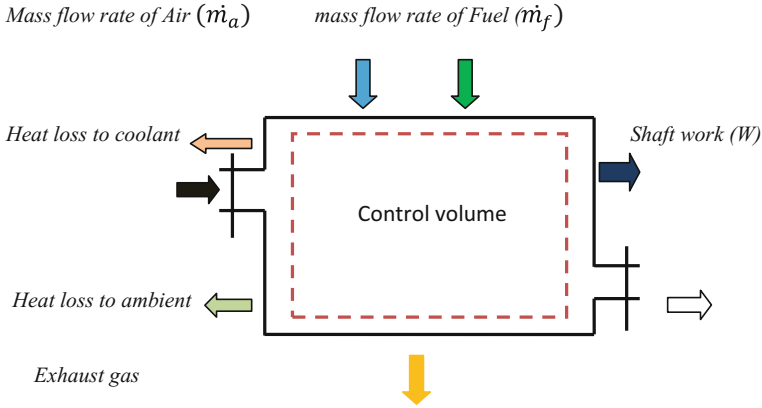 Mass flow rate of Air (ṁₐ)
mass flow rate of Fuel (ṁ_f)
Heat loss to coolant
Shaft work (W)
Control volume
Heat loss to ambient
Exhaust gas